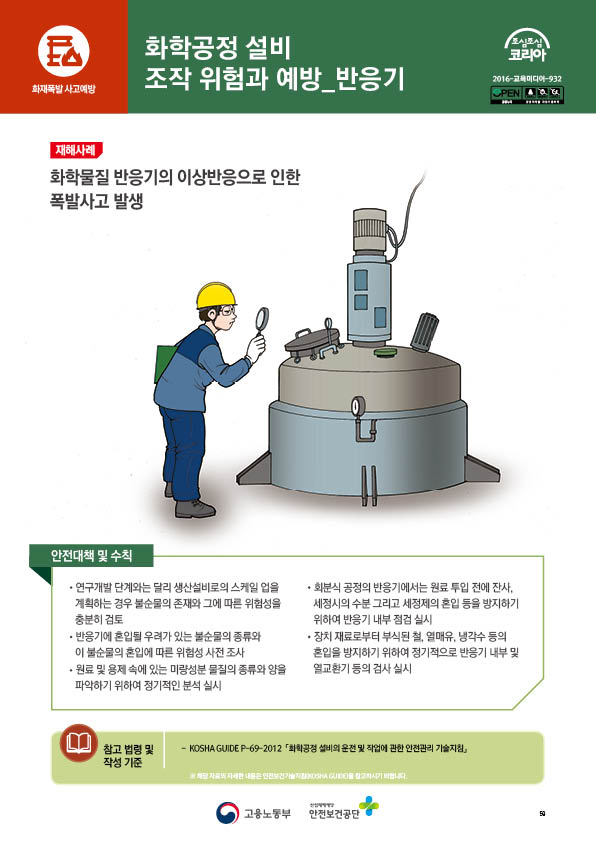 화재폭발 사고예방
화학공정 설비
조작 위험과 예방_반응기
조심조심
코리아
2016-교육미디어-932
OPEN
재해사례
화학물질 반응기의 이상반응으로 인한
폭발사고 발생
안전대책 및 수칙
• 연구개발 단계와는 달리 생산설비로의 스케일 업을
계획하는 경우 불순물의 존재와 그에 따른 위험성을
충분히 검토
• 반응기에 혼입될 우려가 있는 불순물의 종류와
이 불순물의 혼입에 따른 위험성 사전 조사
• 원료 및 용제 속에 있는 미량성분 물질의 종류와 양을
파악하기 위하여 정기적인 분석 실시
• 회분식 공정의 반응기에서는 원료 투입 전에 잔사,
세정시의 수분 그리고 세정제의 혼입 등을 방지하기
위하여 반응기 내부 점검 실시
• 장치 재료로부터 부식된 철, 열매유, 냉각수 등의
혼입을 방지하기 위하여 정기적으로 반응기 내부 및
열교환기 등의 검사 실시
참고 법령 및
작성 기준
- KOSHA GUIDE P-69-2012 「화학공정 설비의 운전 및 작업에 관한 안전관리 기술지침」
※ 해당 자료의 자세한 내용은 안전보건기술지침(KOSHA GUIDE)을 참고하시기 바랍니다.
고용노동부
산업재해예방
안전보건공단
59